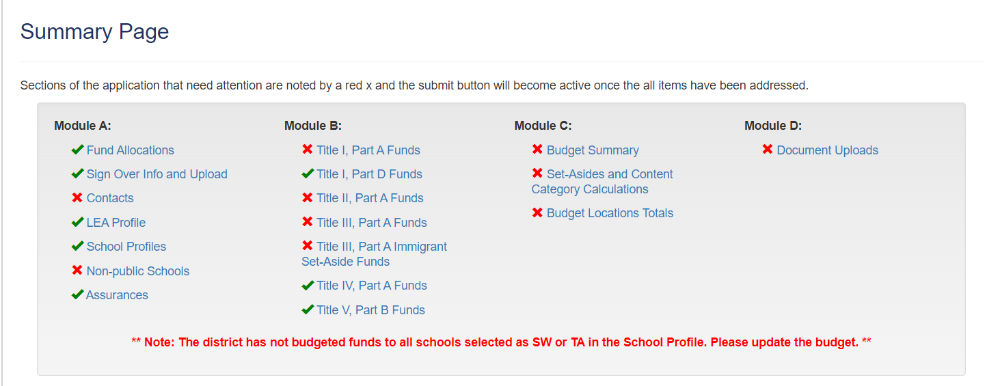 Summary Page
Sections of the application that need attention are noted by a red x and the submit button will become active once the all items have been addressed.
Module A:
Fund Allocations
Sign Over Info and Upload
Contacts
LEA Profile
School Profiles
Non-public Schools
Assurances
Module B:
Title I, Part A Funds
Title I, Part D Funds
Title II, Part A Funds
Title III, Part A Funds
Title III, Part A Immigrant
Set-Aside Funds
Title IV, Part A Funds
Title V, Part B Funds
Module C:
Budget Summary
Set-Asides and Content
Category Calculations
Budget Locations Totals
Module D:
Document Uploads
** Note: The district has not budgeted funds to all schools selected as SW or TA in the School Profile. Please update the budget. **